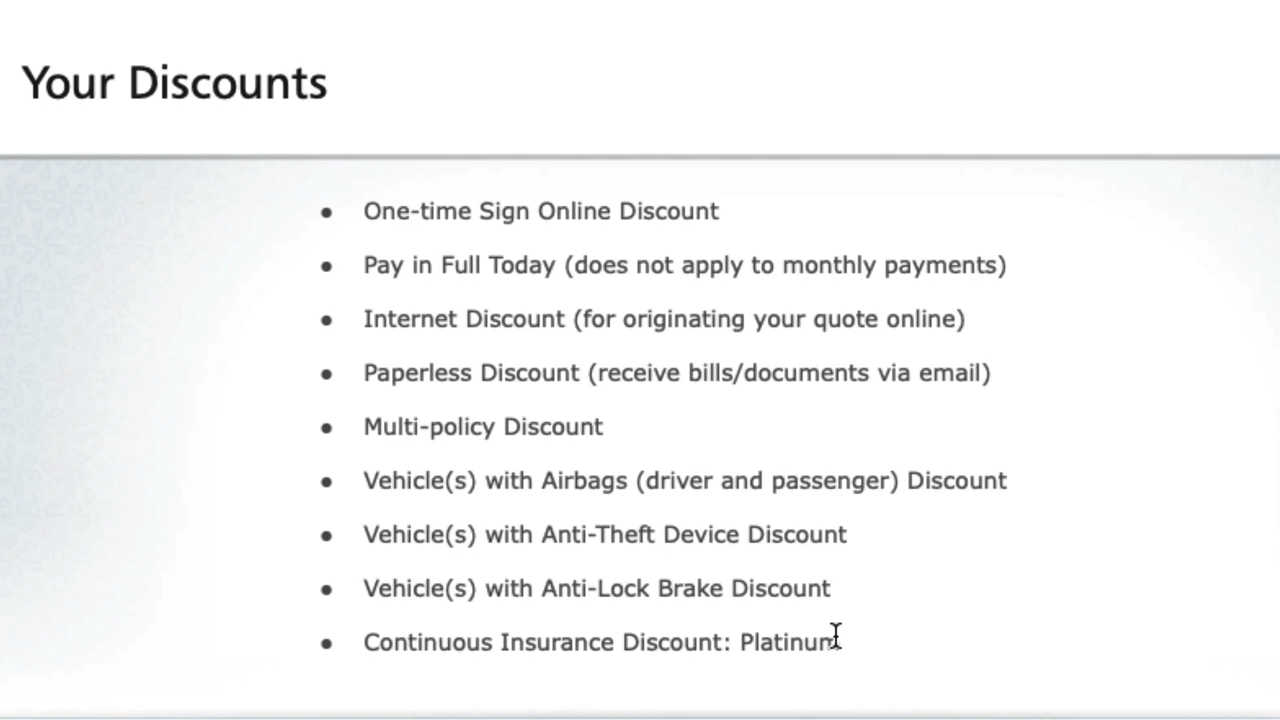 Your Discounts
• One-time Sign Online Discount
• Pay in Full Today (does not apply to monthly payments)
• Internet Discount (for originating your quote online)
• Paperless Discount (receive bills/documents via email)
• Multi-policy Discount
• Vehicle(s) with Airbags (driver and passenger) Discount
• Vehicle(s) with Anti-Theft Device Discount
• Vehicle(s) with Anti-Lock Brake Discount
• Continuous Insurance Discount: Platinum